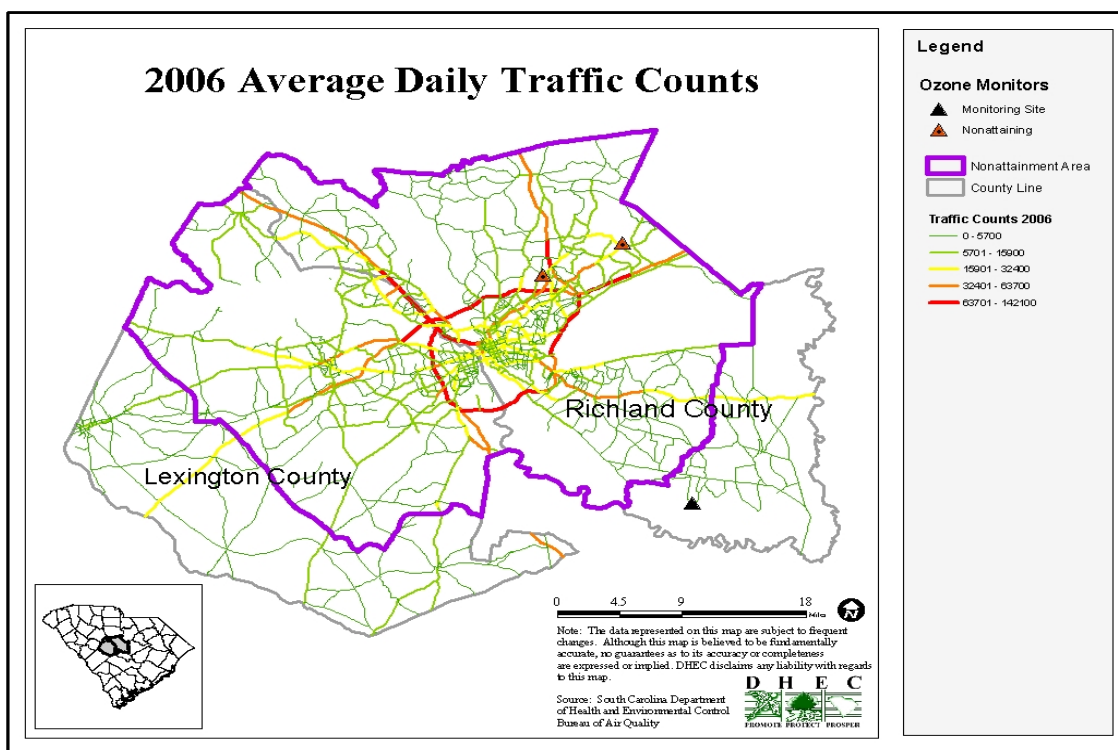 2006 Average Daily Traffic Counts
Richland County
Lexington County
0 4.5 9 18
Miles
N
Note: The data represented on this map are subject to frequent
changes. Although this map is believed to be fundamentally
accurate, no guarantees as to its accuracy or completeness
are expressed or implied. DHEC disclaims any liability with regards
to this map.
Source: South Carolina Department
of Health and Environmental Control
Bureau of Air Quality
D H E C
PROMOTE PROTECT PROSPER
Legend
Ozone Monitors
Monitoring Site
Nonattaining
Nonattainment Area
County Line
Traffic Counts 2006
0 - 5700
5701 - 15900
15901 - 32400
32401 - 63700
63701 - 142100